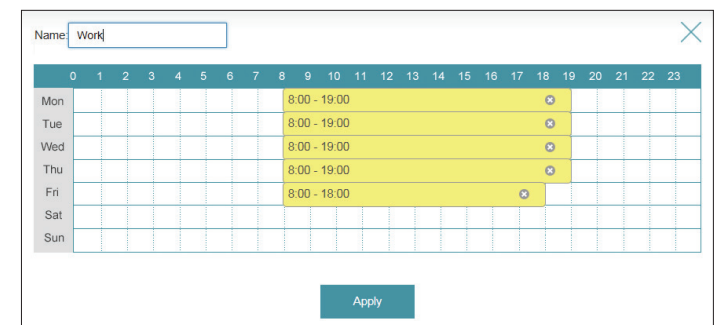 Name: Work
0 1 2 3 4 5 6 7 8 9 10 11 12 13 14 15 16 17 18 19 20 21 22 23
Mon 8:00 - 19:00
Tue 8:00 - 19:00
Wed 8:00 - 19:00
Thu 8:00 - 19:00
Fri 8:00 - 18:00
Sat
Sun
Apply